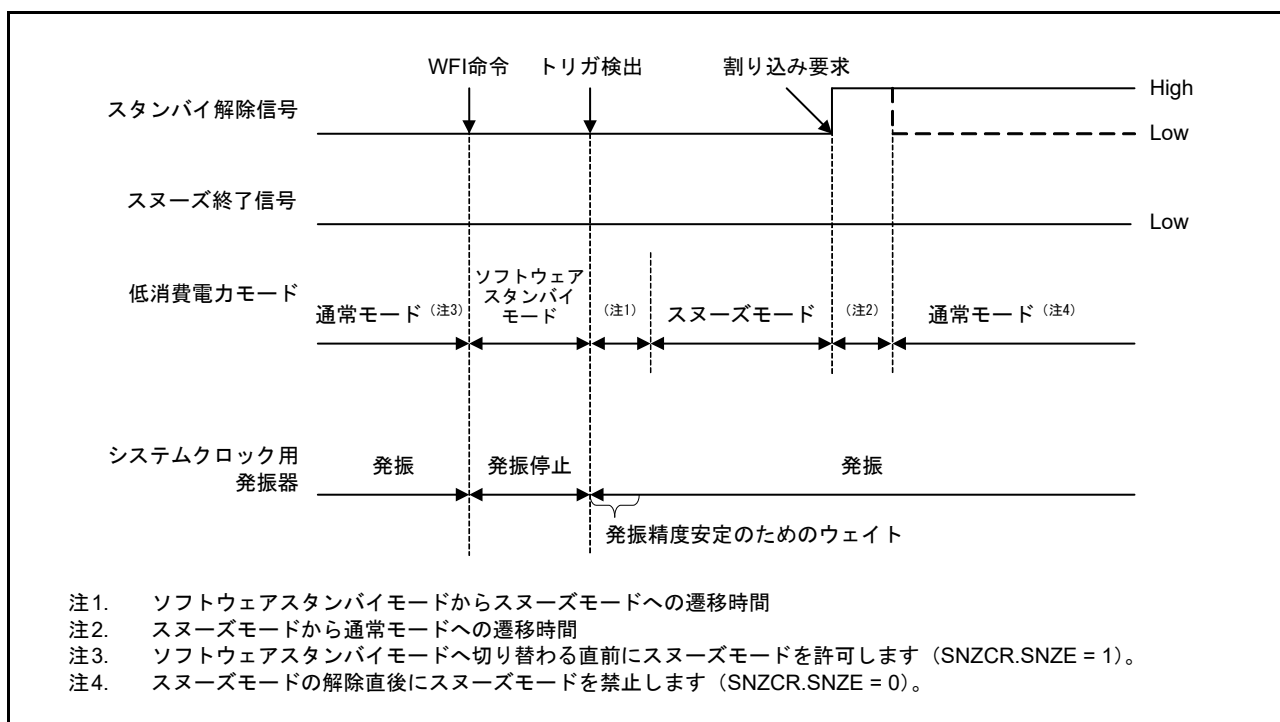 WFI命令 トリガ検出 割り込み要求
スタンバイ解除信号
High
Low
スヌーズ終了信号
Low
低消費電力モード
通常モード（注3）
ソフトウェア
スタンバイ
モード
（注1）
スヌーズモード
（注2）
通常モード（注4）
システムクロック用
発振器
発振
発振停止
発振
発振精度安定のためのウェイト
注1. ソフトウェアスタンバイモードからスヌーズモードへの遷移時間
注2. スヌーズモードから通常モードへの遷移時間
注3. ソフトウェアスタンバイモードへ切り替わる直前にスヌーズモードを許可します（SNZCR.SNZE = 1）。
注4. スヌーズモードの解除直後にスヌーズモードを禁止します（SNZCR.SNZE = 0）。